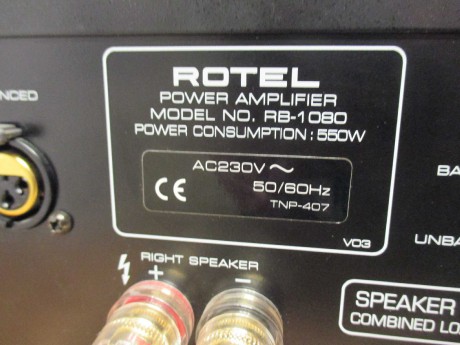 ROTEL
POWER AMPLIFIER
MODEL NO. RB-1080
POWER CONSUMPTION : 550W
AC230V ~
CE 50/60Hz
TNP-407
V03
NCED
BA
UNBA
RIGHT SPEAKER
+ −
SPEAKER
COMBINED LO